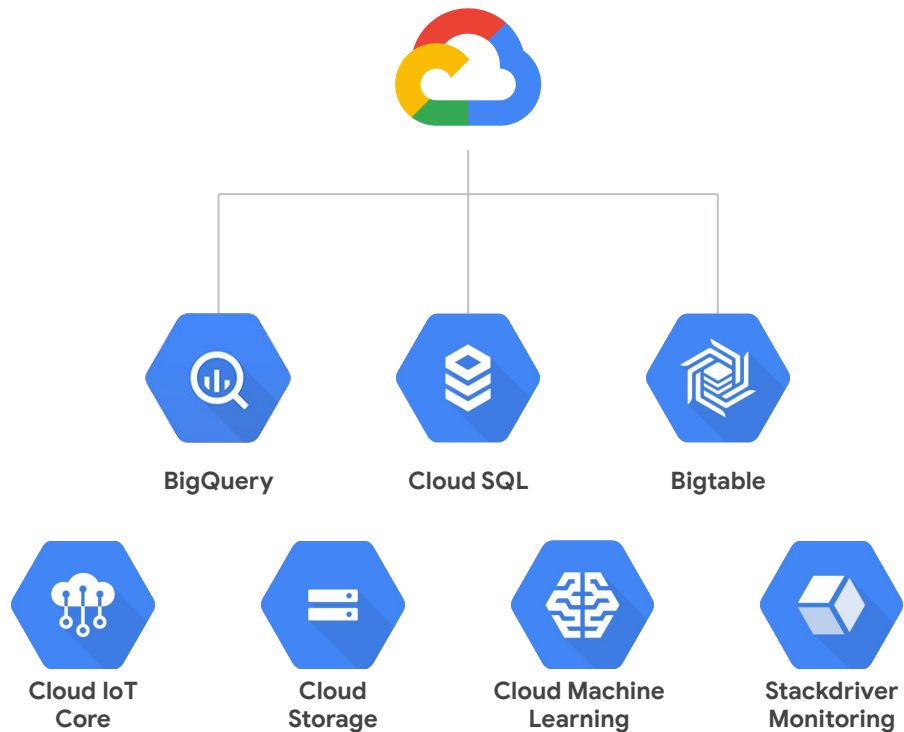 BigQuery
Cloud SQL
Bigtable
Cloud IoT
Core
Cloud
Storage
Cloud Machine
Learning
Stackdriver
Monitoring